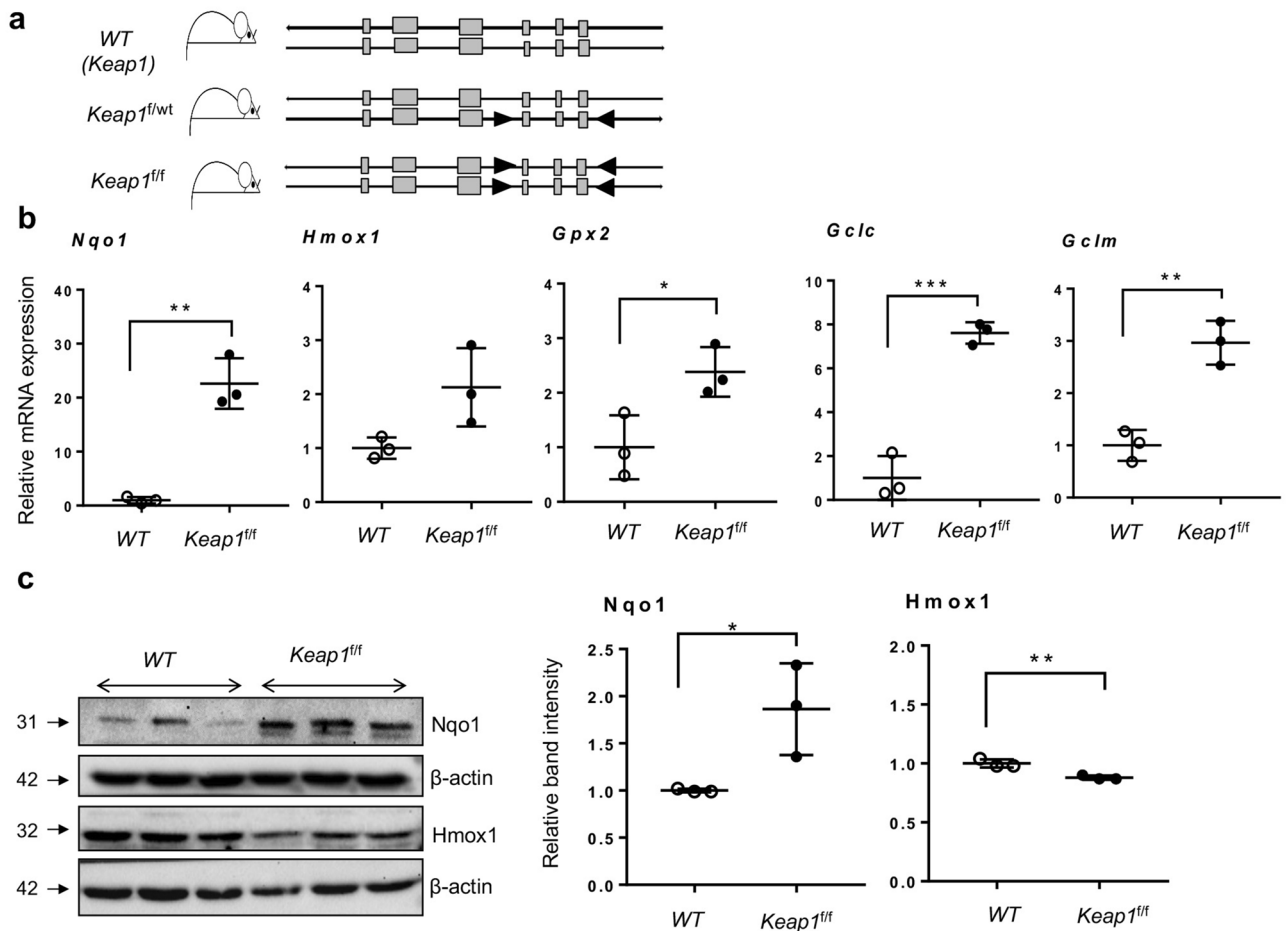 a
WT
(Keap1)
Keap1f/wt
Keap1f/f
b
Nqo1
Hmox1
Gpx2
Gclc
Gclm
Relative mRNA expression
40
30
20
10
0
**
WT
Keap1f/f
4
3
2
1
0
WT
Keap1f/f
4
3
2
1
0
*
WT
Keap1f/f
10
8
6
4
2
0
***
WT
Keap1f/f
4
3
2
1
0
**
WT
Keap1f/f
c
WT
Keap1f/f
31
Nqo1
42
β-actin
32
Hmox1
42
β-actin
Nqo1
Relative band intensity
2.5
2.0
1.5
1.0
0.5
0.0
*
WT
Keap1f/f
Hmox1
2.0
1.5
1.0
0.5
0.0
**
WT
Keap1f/f